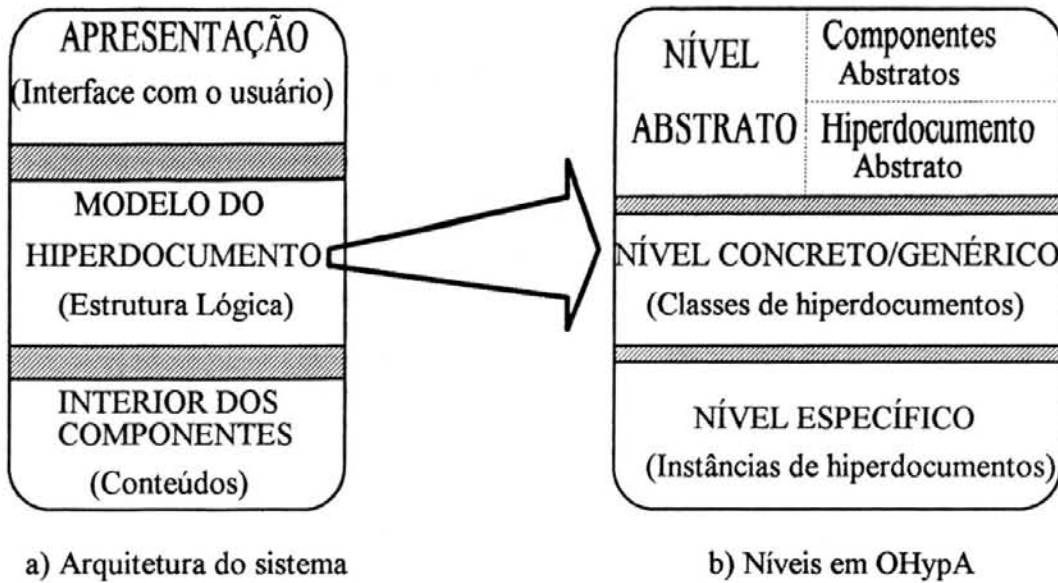 APRESENTAÇÃO
(Interface com o usuário)
MODELO DO
HIPERDOCUMENTO
(Estrutura Lógica)
INTERIOR DOS
COMPONENTES
(Conteúdos)
a) Arquitetura do sistema
NÍVEL
ABSTRATO
Componentes
Abstratos
Hiperdocumento
Abstrato
NÍVEL CONCRETO/GENÉRICO
(Classes de hiperdocumentos)
NÍVEL ESPECÍFICO
(Instâncias de hiperdocumentos)
b) Níveis em OHypA